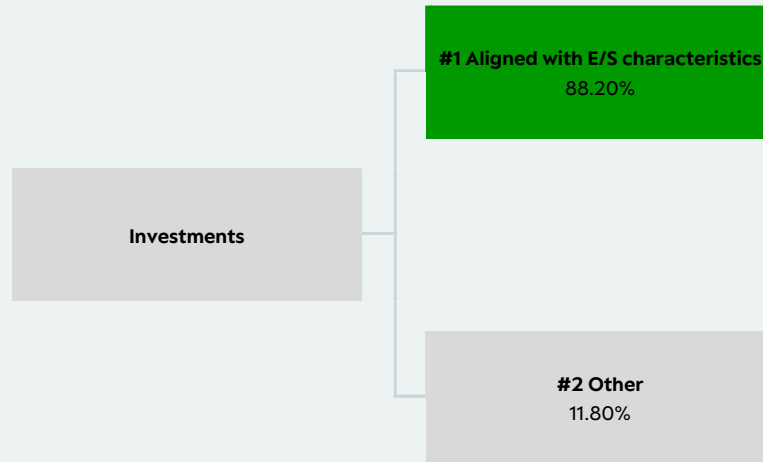 #1 Aligned with E/S characteristics
88.20%
Investments
#2 Other
11.80%